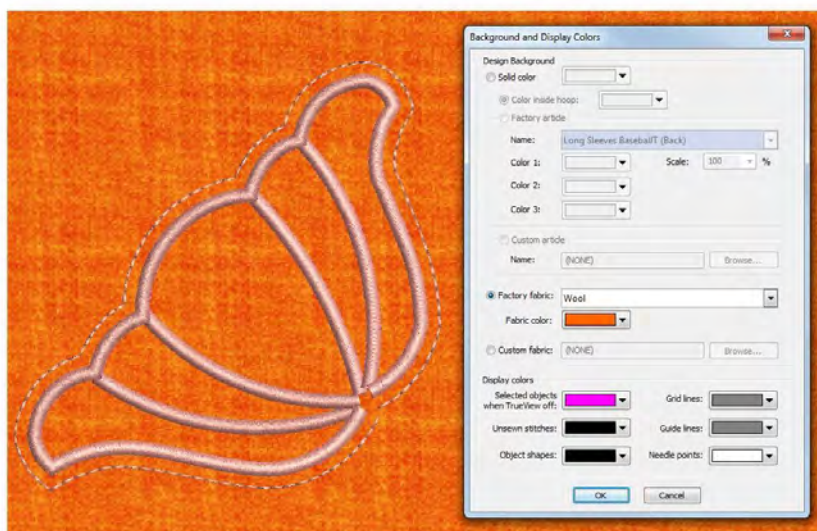 Background and Display Colors
Design Background
Solid color
Color inside hoop:
Factory article
Name: Long Sleeves BaseballT (Back)
Color 1: Scale: 100 %
Color 2:
Color 3:
Custom article
Name: (NONE) Browse...
Factory fabric: Wool
Fabric color:
Custom fabric: (NONE) Browse...
Display colors
Selected objects
when TrueView off: Grid lines:
Unsewn stitches: Guide lines:
Object shapes: Needle points:
OK Cancel